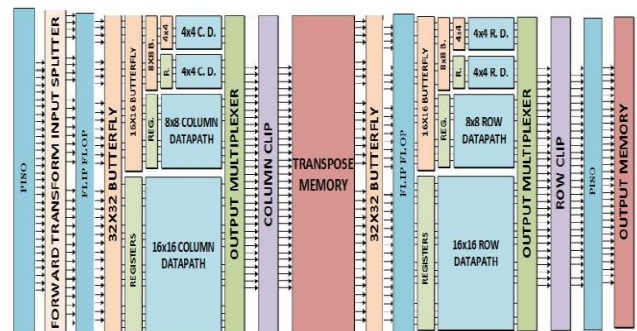 PISO
FORWARD TRANSFORM INPUT SPLITTER
FLIP FLOP
32X32 BUTTERFLY
16X16 BUTTERFLY
8X8 B.
4x4
4x4 C. D.
R.
4x4 C. D.
REG.
8x8 COLUMN
DATAPATH
REGISTERS
16x16 COLUMN
DATAPATH
OUTPUT MULTIPLEXER
COLUMN CLIP
TRANSPOSE
MEMORY
32X32 BUTTERFLY
FLIP FLOP
16X16 BUTTERFLY
8X8 B.
4x4
4x4 R. D.
R.
4x4 R. D.
REG.
8x8 ROW
DATAPATH
REGISTERS
16x16 ROW
DATAPATH
OUTPUT MULTIPLEXER
ROW CLIP
PISO
OUTPUT MEMORY